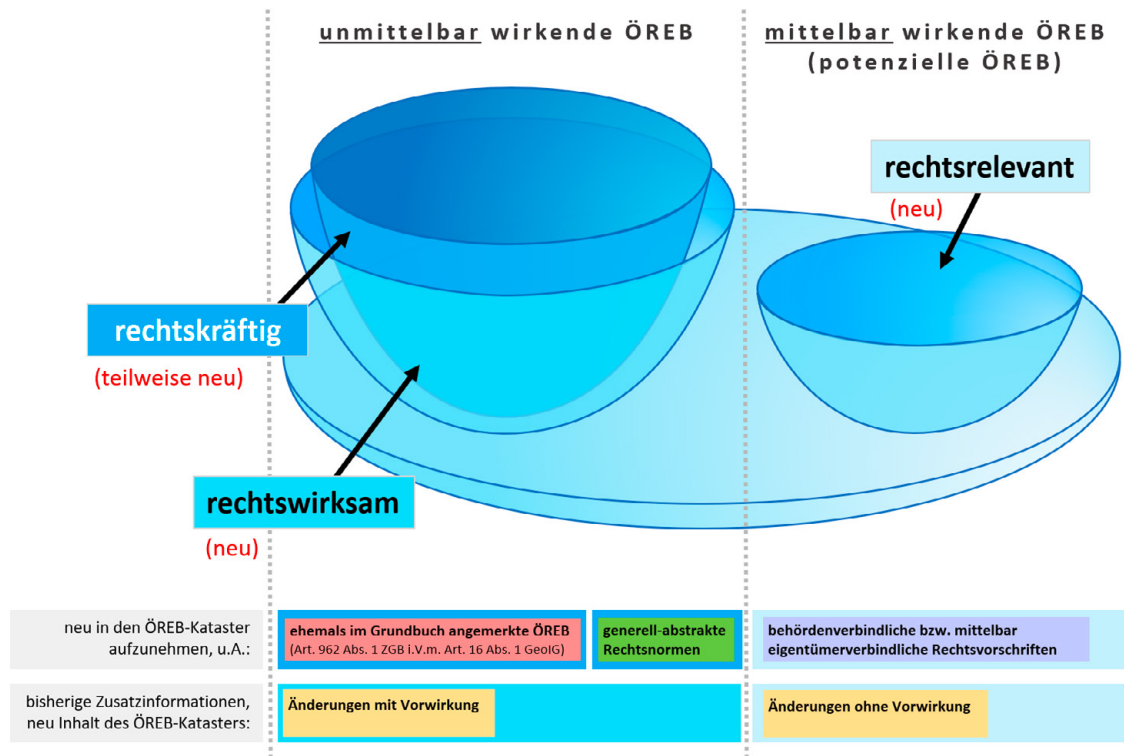 unmittelbar wirkende ÖREB
mittelbar wirkende ÖREB
(potenzielle ÖREB)
rechtsrelevant
(neu)
rechtskräftig
(teilweise neu)
rechtswirksam
(neu)
neu in den ÖREB-Kataster
aufzunehmen, u.A.:
ehemals im Grundbuch angemerkte ÖREB
(Art. 962 Abs. 1 ZGB i.V.m. Art. 16 Abs. 1 GeoIG)
generell-abstrakte
Rechtsnormen
behördenverbindliche bzw. mittelbar
eigentümerverbindliche Rechtsvorschriften
bisherige Zusatzinformationen,
neu Inhalt des ÖREB-Katasters:
Änderungen mit Vorwirkung
Änderungen ohne Vorwirkung